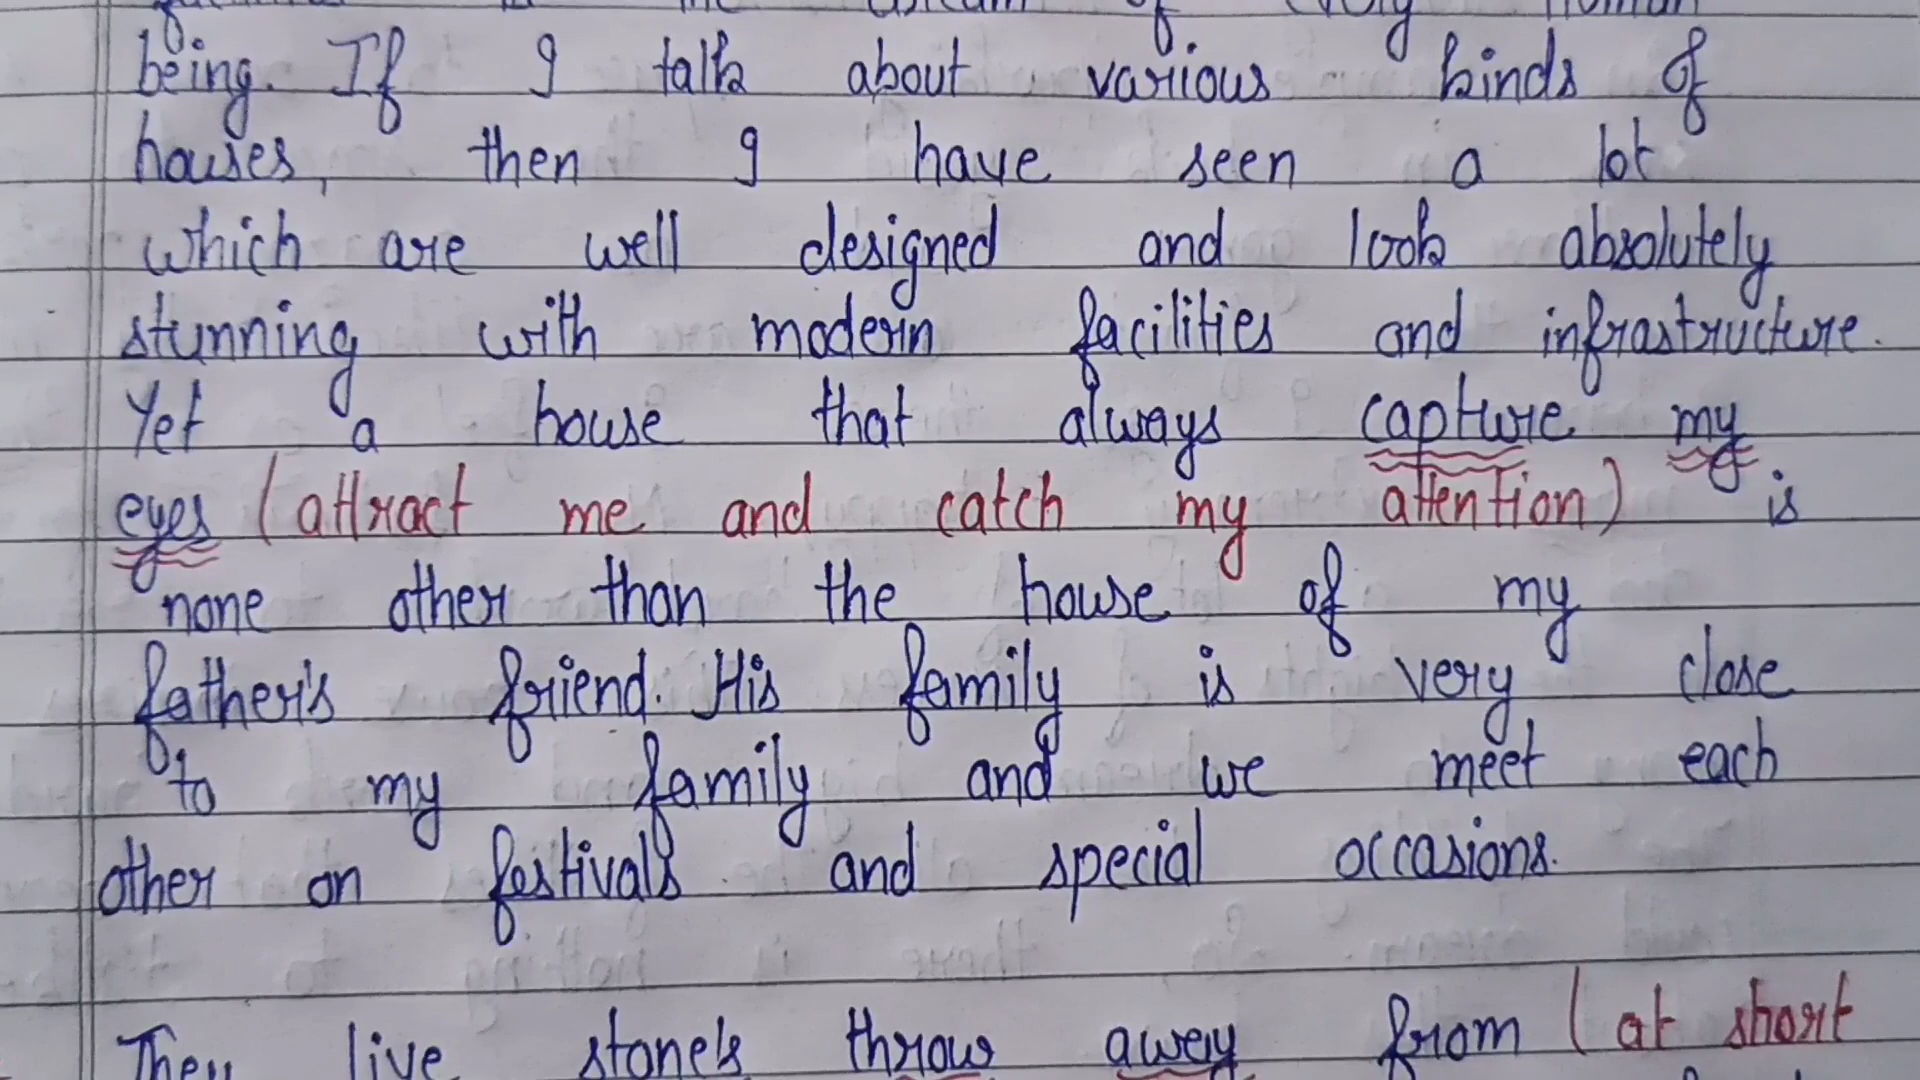 of every human
being. If I talk about various kinds of
houses, then I have seen a lot
which are well designed and look absolutely
stunning with modern facilities and infrastructure.
Yet a house that always capture my
eyes (attract me and catch my attention) is
none other than the house of my
father's friend. His family is very close
to my family and we meet each
other on festivals and special occasions.
They live stone's throw away from (at short